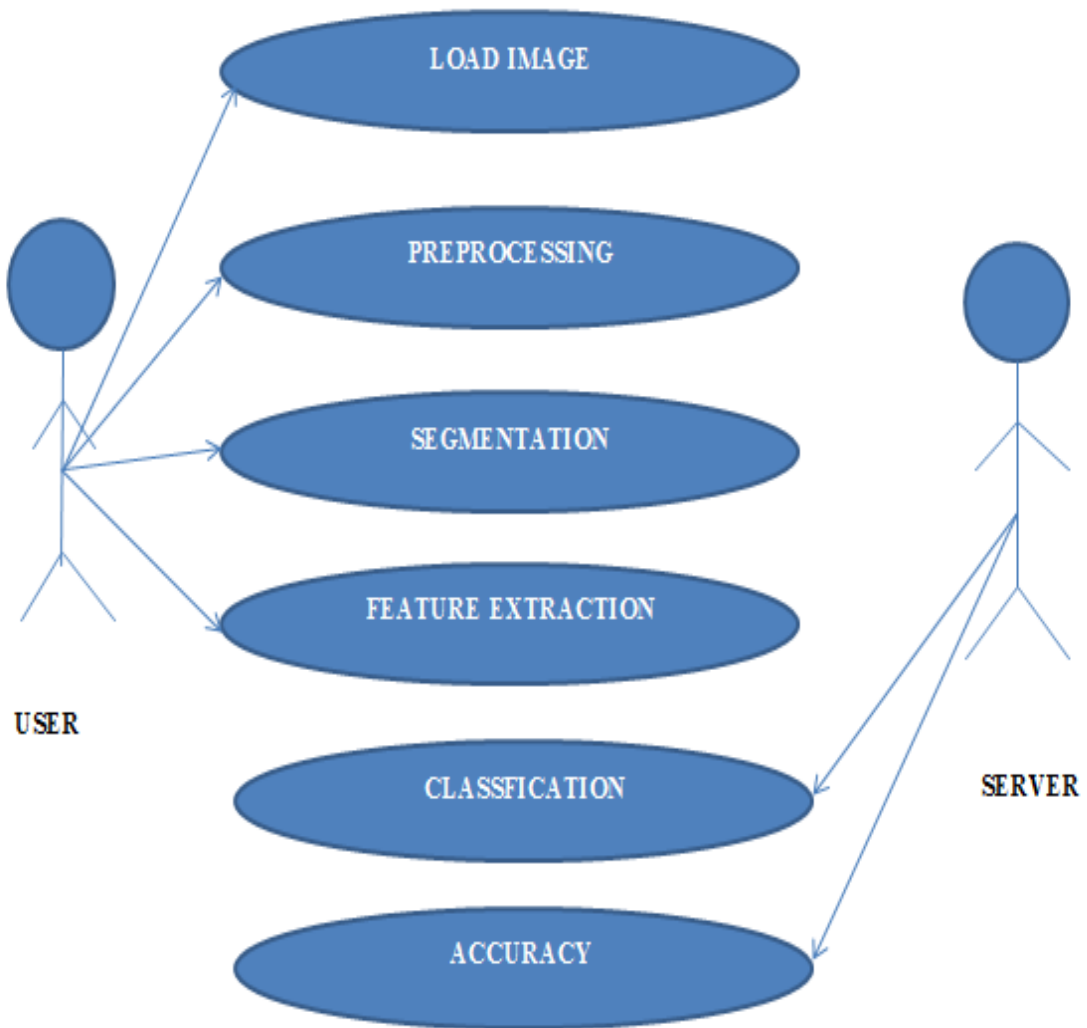 LOAD IMAGE
PREPROCESSING
SEGMENTATION
FEATURE EXTRACTION
USER
CLASSFICATION
SERVER
ACCURACY